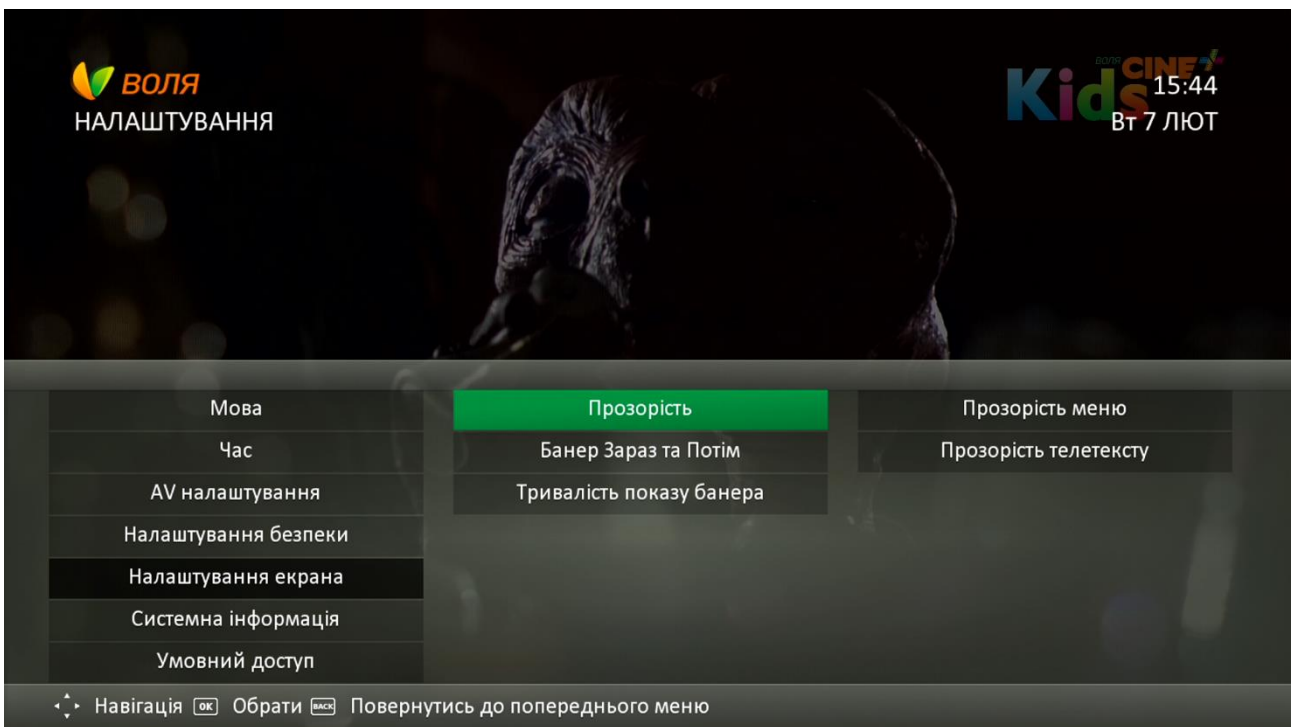 воля
НАЛАШТУВАННЯ
воля CINE+
Kids
15:44
Вт 7 ЛЮТ
Мова
Час
AV налаштування
Налаштування безпеки
Налаштування екрана
Системна інформація
Умовний доступ
Прозорість
Банер Зараз та Потім
Тривалість показу банера
Прозорість меню
Прозорість телетексту
Навігація OK Обрати BACK Повернутись до попереднього меню